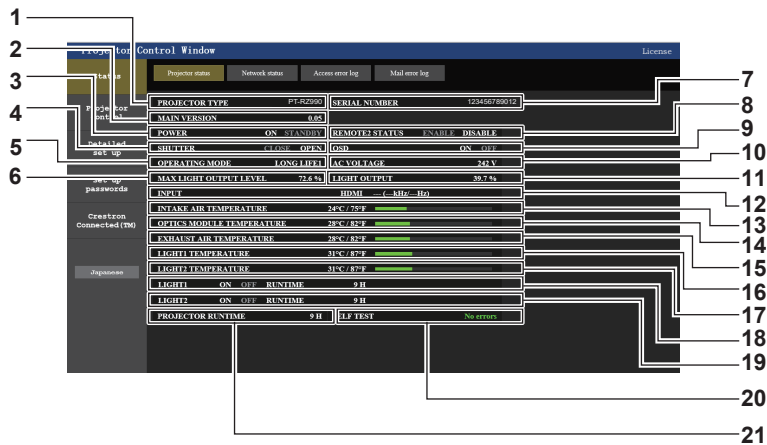 1
2
3
4
5
6
Projector Control Window License
Status
Projector control
Detailed set up
Set up passwords
Crestron Connected(TM)
Japanese
Projector status Network status Access error log Mail error log
PROJECTOR TYPE PT-RZ990 SERIAL NUMBER 123456789012
MAIN VERSION 0.05
POWER ON STANDBY REMOTE2 STATUS ENABLE DISABLE
SHUTTER CLOSE OPEN OSD ON OFF
OPERATING MODE LONG LIFE1 AC VOLTAGE 242 V
MAX LIGHT OUTPUT LEVEL 72.6 % LIGHT OUTPUT 39.7 %
INPUT HDMI --- (---kHz/---Hz)
INTAKE AIR TEMPERATURE 24°C / 75°F
OPTICS MODULE TEMPERATURE 28°C / 82°F
EXHAUST AIR TEMPERATURE 28°C / 82°F
LIGHT1 TEMPERATURE 31°C / 87°F
LIGHT2 TEMPERATURE 31°C / 87°F
LIGHT1 ON OFF RUNTIME 9 H
LIGHT2 ON OFF RUNTIME 9 H
PROJECTOR RUNTIME 9 H ELF TEST No errors
7
8
9
10
11
12
13
14
15
16
17
18
19
20
21